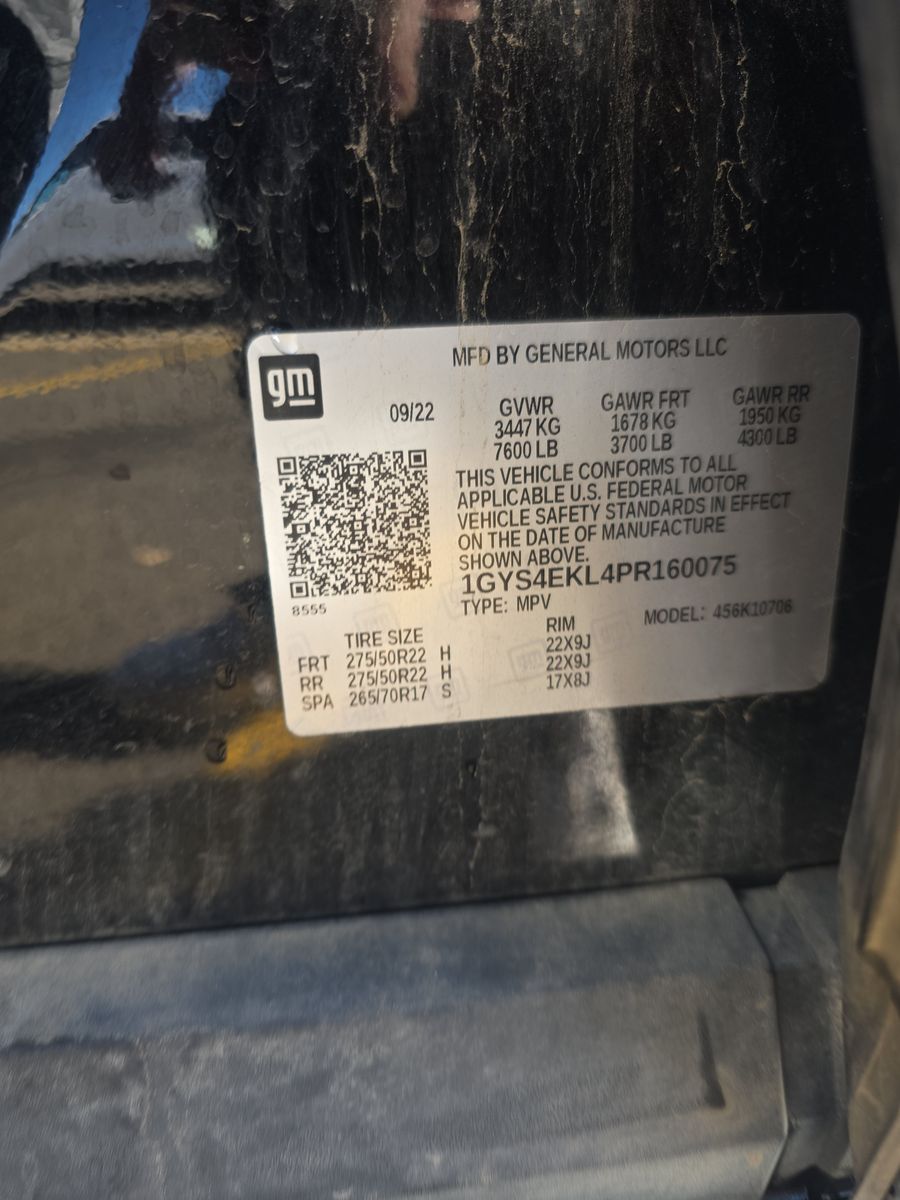 gm
MFD BY GENERAL MOTORS LLC
09/22
GVWR GAWR FRT GAWR RR
3447 KG 1678 KG 1950 KG
7600 LB 3700 LB 4300 LB
THIS VEHICLE CONFORMS TO ALL
APPLICABLE U.S. FEDERAL MOTOR
VEHICLE SAFETY STANDARDS IN EFFECT
ON THE DATE OF MANUFACTURE
SHOWN ABOVE.
1GYS4EKL4PR160075
8555
TYPE: MPV MODEL: 456K10706
TIRE SIZE RIM
FRT 275/50R22 H 22X9J
RR 275/50R22 H 22X9J
SPA 265/70R17 S 17X8J